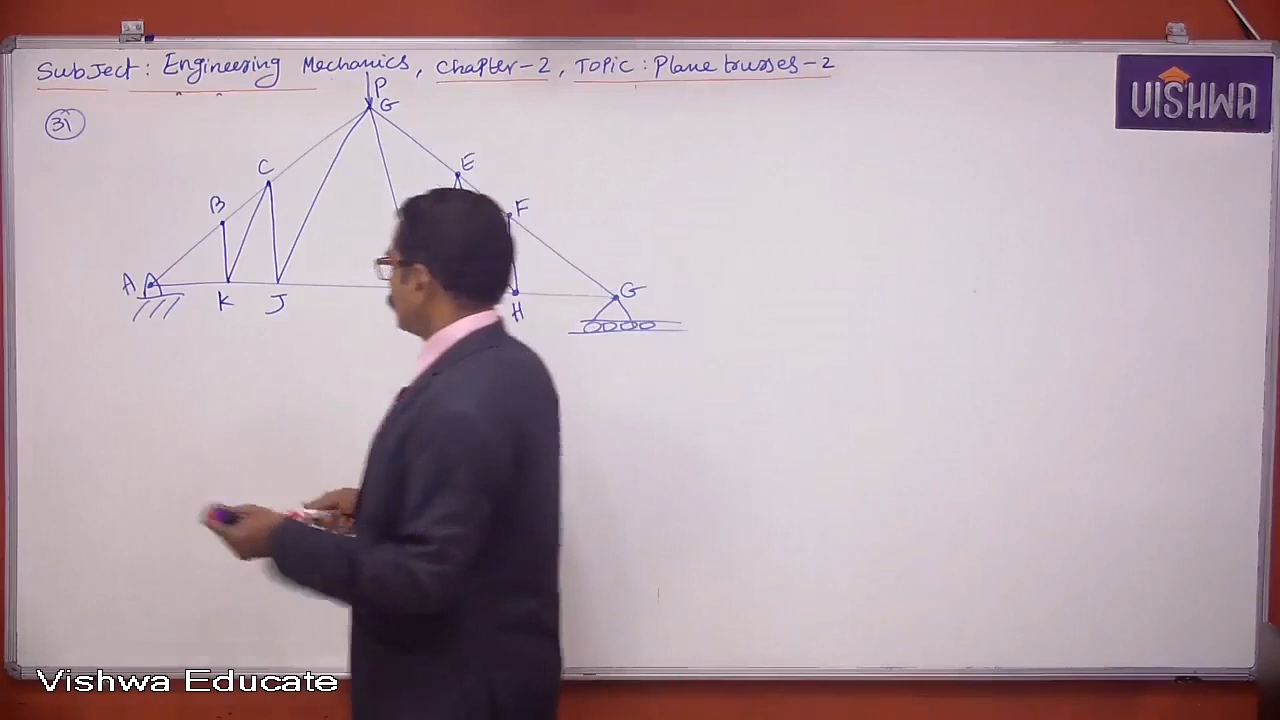 Subject: Engineering Mechanics, Chapter-2, Topic: Plane trusses-2
VISHWA
31
P
G
C
E
B
F
A
K
J
H
G
Vishwa Educate